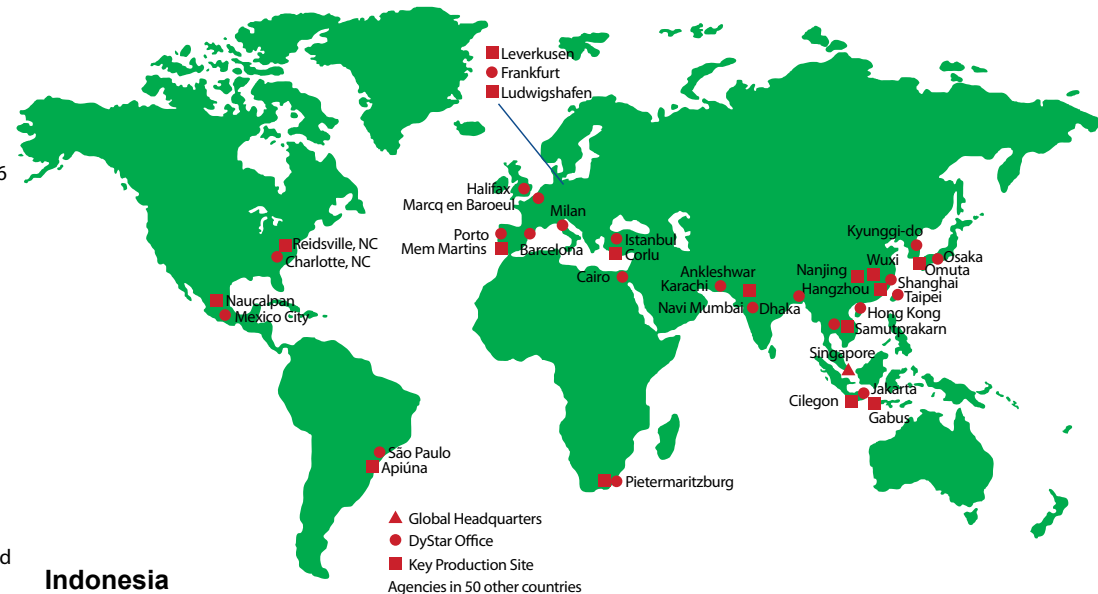 Leverkusen
Frankfurt
Ludwigshafen
6
Halifax
Marcq en Baroeul
Milan
Porto
Mem Martins
Barcelona
Istanbul
Corlu
Cairo
Reidsville, NC
Charlotte, NC
Naucalpan
Mexico City
Kyunggi-do
Osaka
Omuta
Wuxi
Nanjing
Hangzhou
Shanghai
Taipei
Ankleshwar
Karachi
Navi Mumbai
Dhaka
Hong Kong
Samutprakarn
Singapore
Jakarta
Cilegon
Gabus
São Paulo
Apiúna
Pietermaritzburg
Global Headquarters
DyStar Office
Key Production Site
Agencies in 50 other countries
d
Indonesia